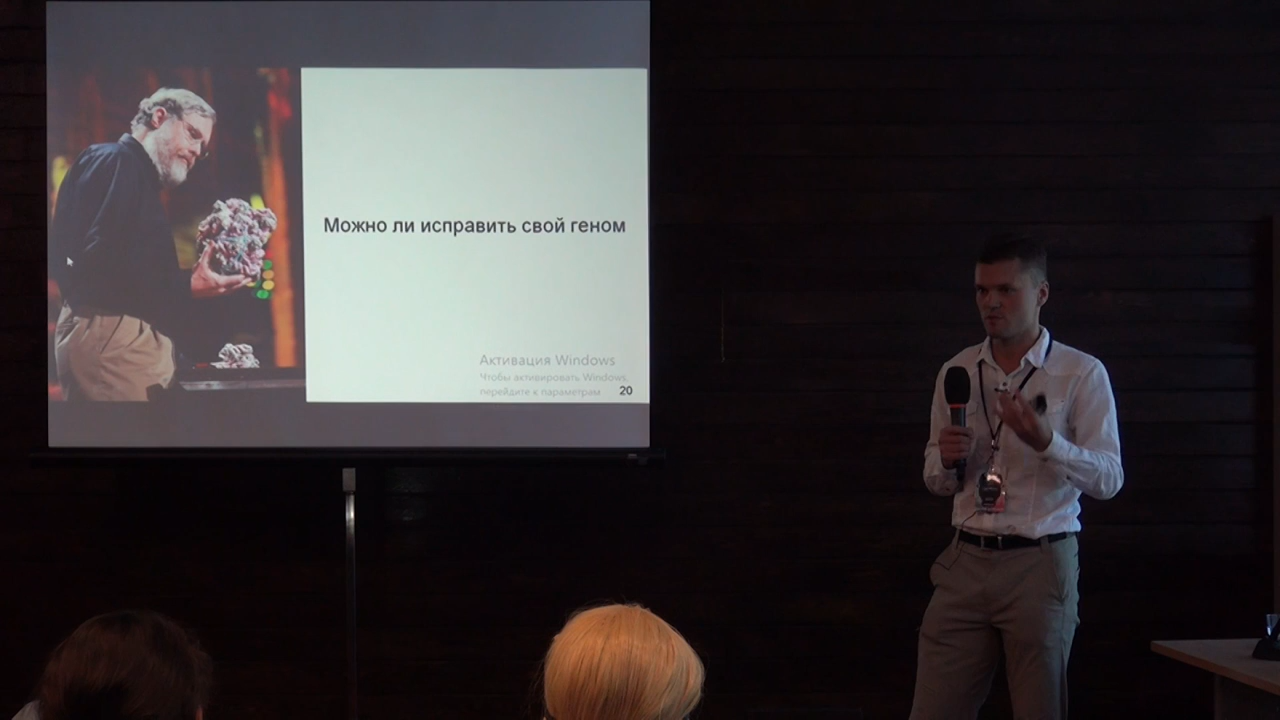 Можно ли исправить свой геном
Активация Windows
Чтобы активировать Windows,
перейдите к параметрам
20